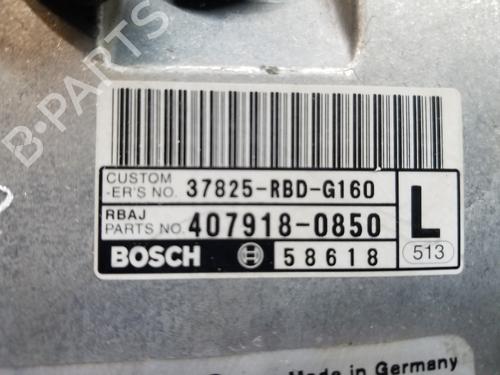 B-PARTS
CUSTOM
-ER'S NO. 37825-RBD-G160
RBAJ
PARTS NO. 407918-0850
L
513
BOSCH 58618
Made in Germany